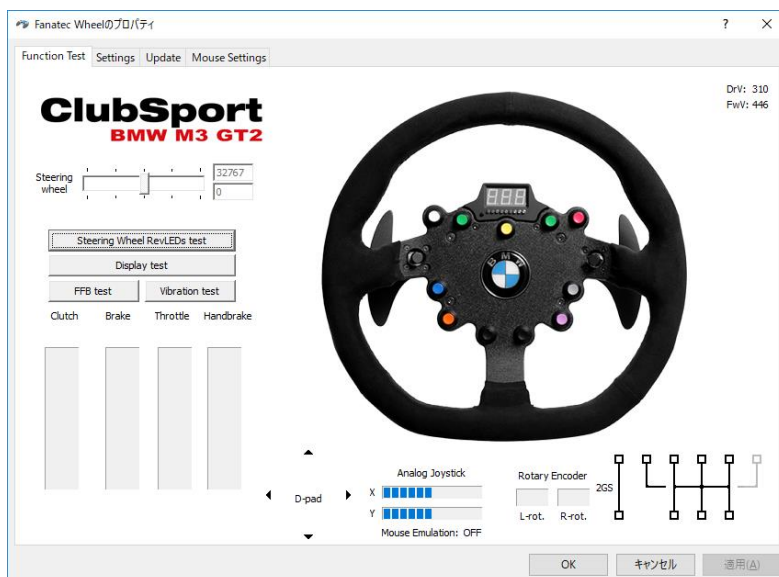 Fanatec Wheelのプロパティ
Function Test Settings Update Mouse Settings
DrV: 310
FwV: 446
ClubSport
BMW M3 GT2
Steering wheel
32767
0
Steering Wheel RevLEDs test
Display test
FFB test Vibration test
Clutch Brake Throttle Handbrake
BMW
D-pad
Analog Joystick
X
Y
Mouse Emulation: OFF
Rotary Encoder
L-rot. R-rot.
2GS
OK キャンセル 適用(A)